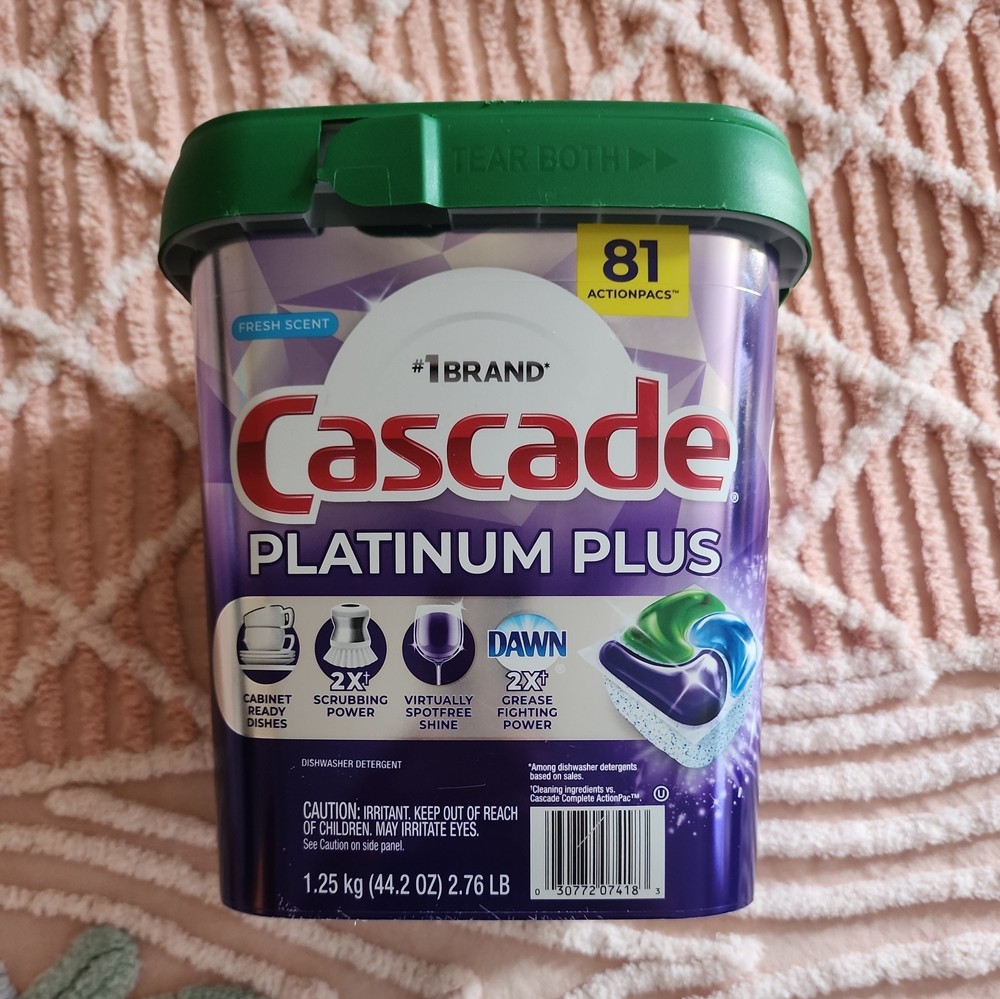 TEAR BOTH
81
ACTIONPACS™
FRESH SCENT
#1 BRAND*
Cascade®
PLATINUM PLUS
CABINET
READY
DISHES
2X†
SCRUBBING
POWER
VIRTUALLY
SPOTFREE
SHINE
DAWN®
2X†
GREASE
FIGHTING
POWER
DISHWASHER DETERGENT
*Among dishwasher detergents
based on sales.
†Cleaning ingredients vs.
Cascade Complete ActionPac™.
U
CAUTION: IRRITANT. KEEP OUT OF REACH
OF CHILDREN. MAY IRRITATE EYES.
See Caution on side panel.
1.25 kg (44.2 OZ) 2.76 LB
0 30772 07418 3